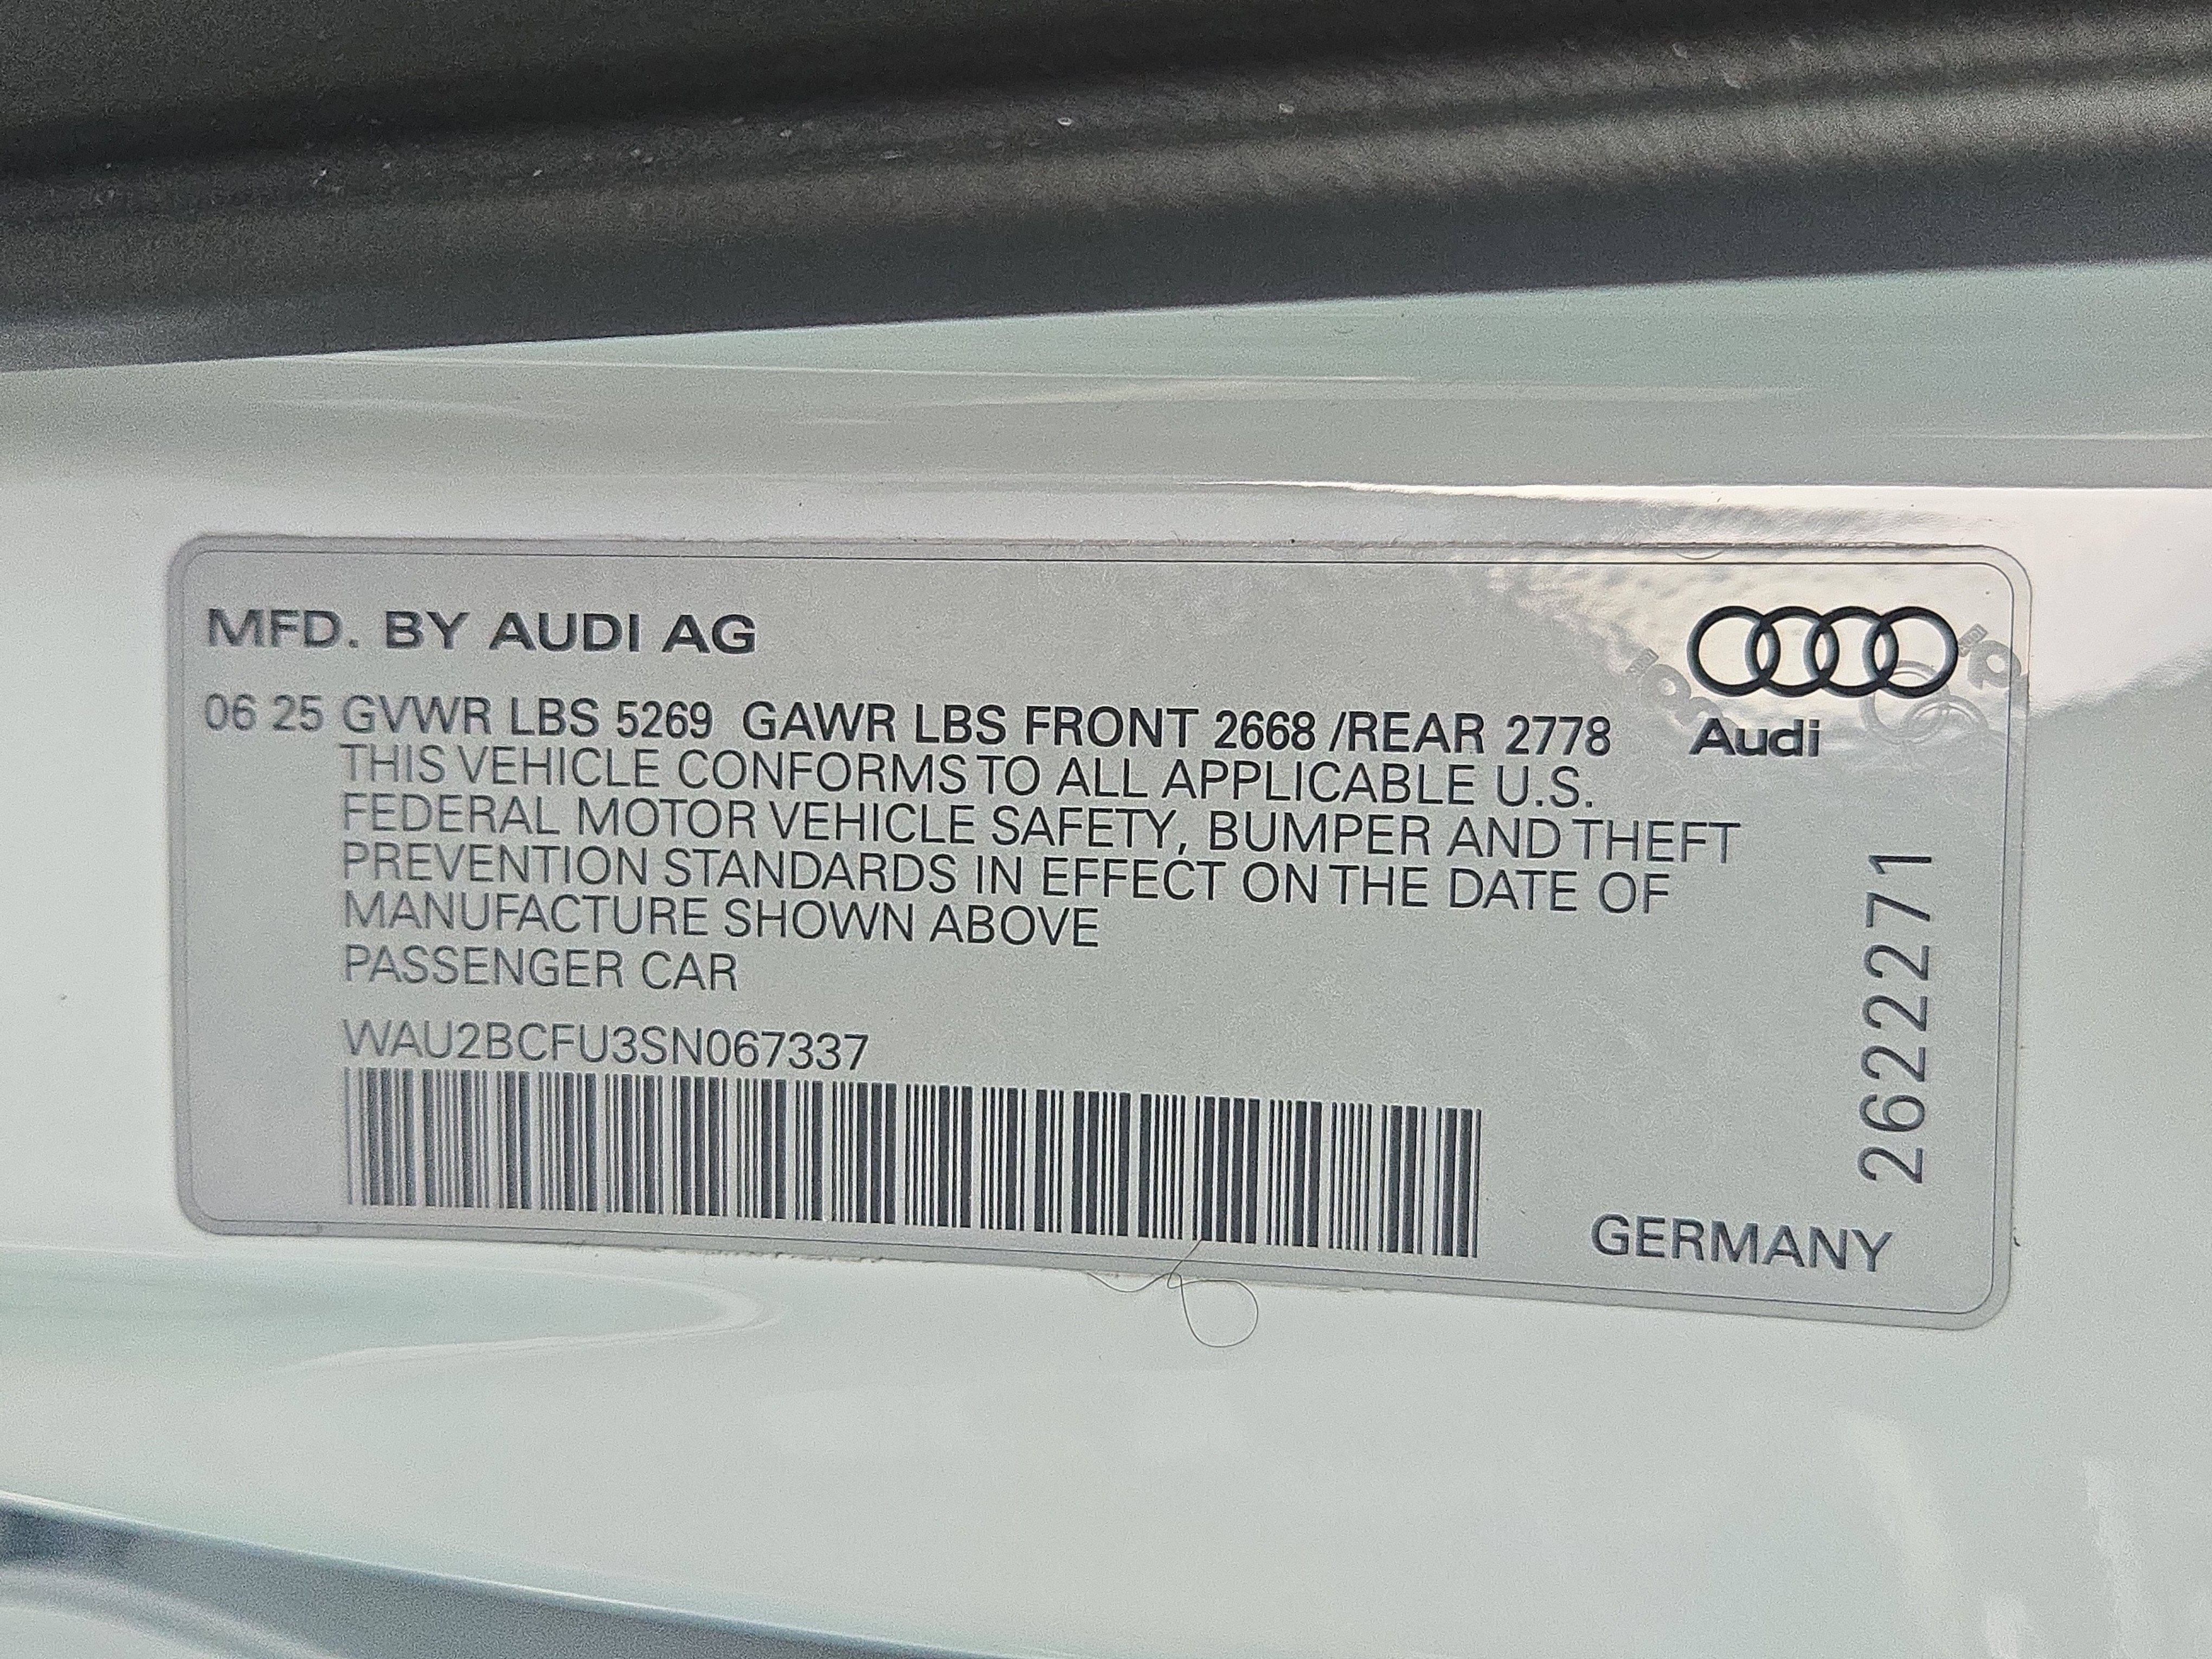 MFD. BY AUDI AG
06 25 GVWR LBS 5269 GAWR LBS FRONT 2668 /REAR 2778
Audi
THIS VEHICLE CONFORMS TO ALL APPLICABLE U.S.
FEDERAL MOTOR VEHICLE SAFETY, BUMPER AND THEFT
PREVENTION STANDARDS IN EFFECT ON THE DATE OF
MANUFACTURE SHOWN ABOVE
PASSENGER CAR
WAU2BCFU3SN067337
2622271
GERMANY